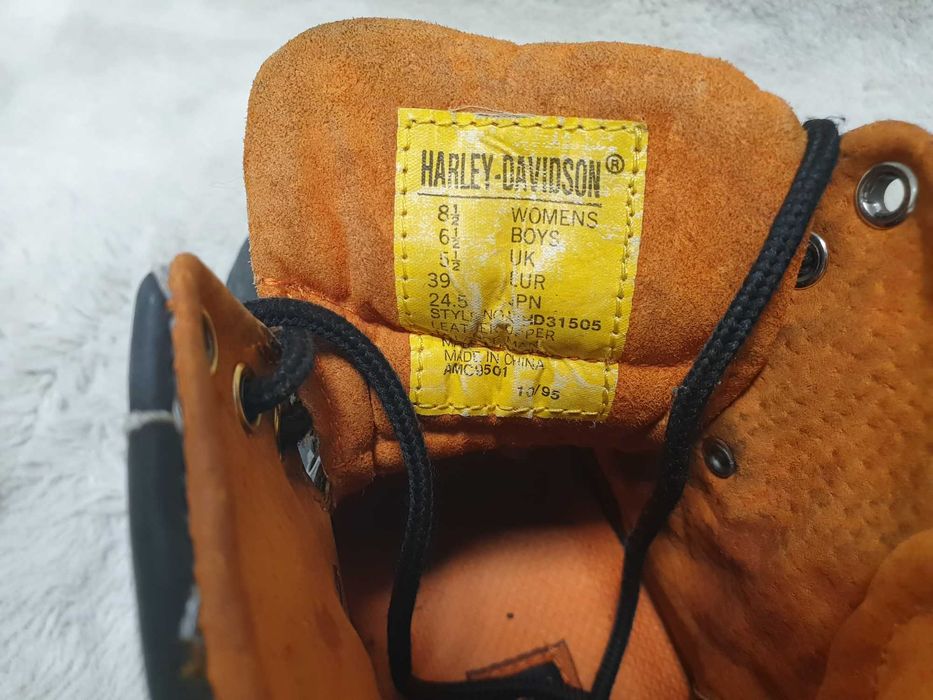 HARLEY-DAVIDSON®
8½ WOMENS
6½ BOYS
5½ UK
39 EUR
24.5 JPN
STYLE NO. HD31505
LEATHER UPPER
MADE IN CHINA
AMC9501
10/95